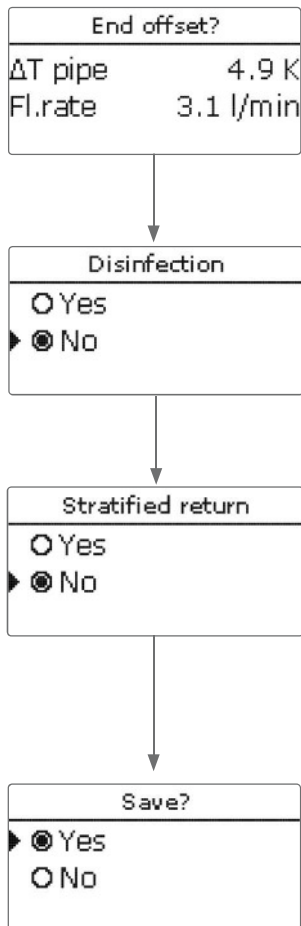 End offset?
ΔT pipe 4.9 K
Fl.rate 3.1 l/min
Disinfection
Yes
No
Stratified return
Yes
No
Save?
Yes
No